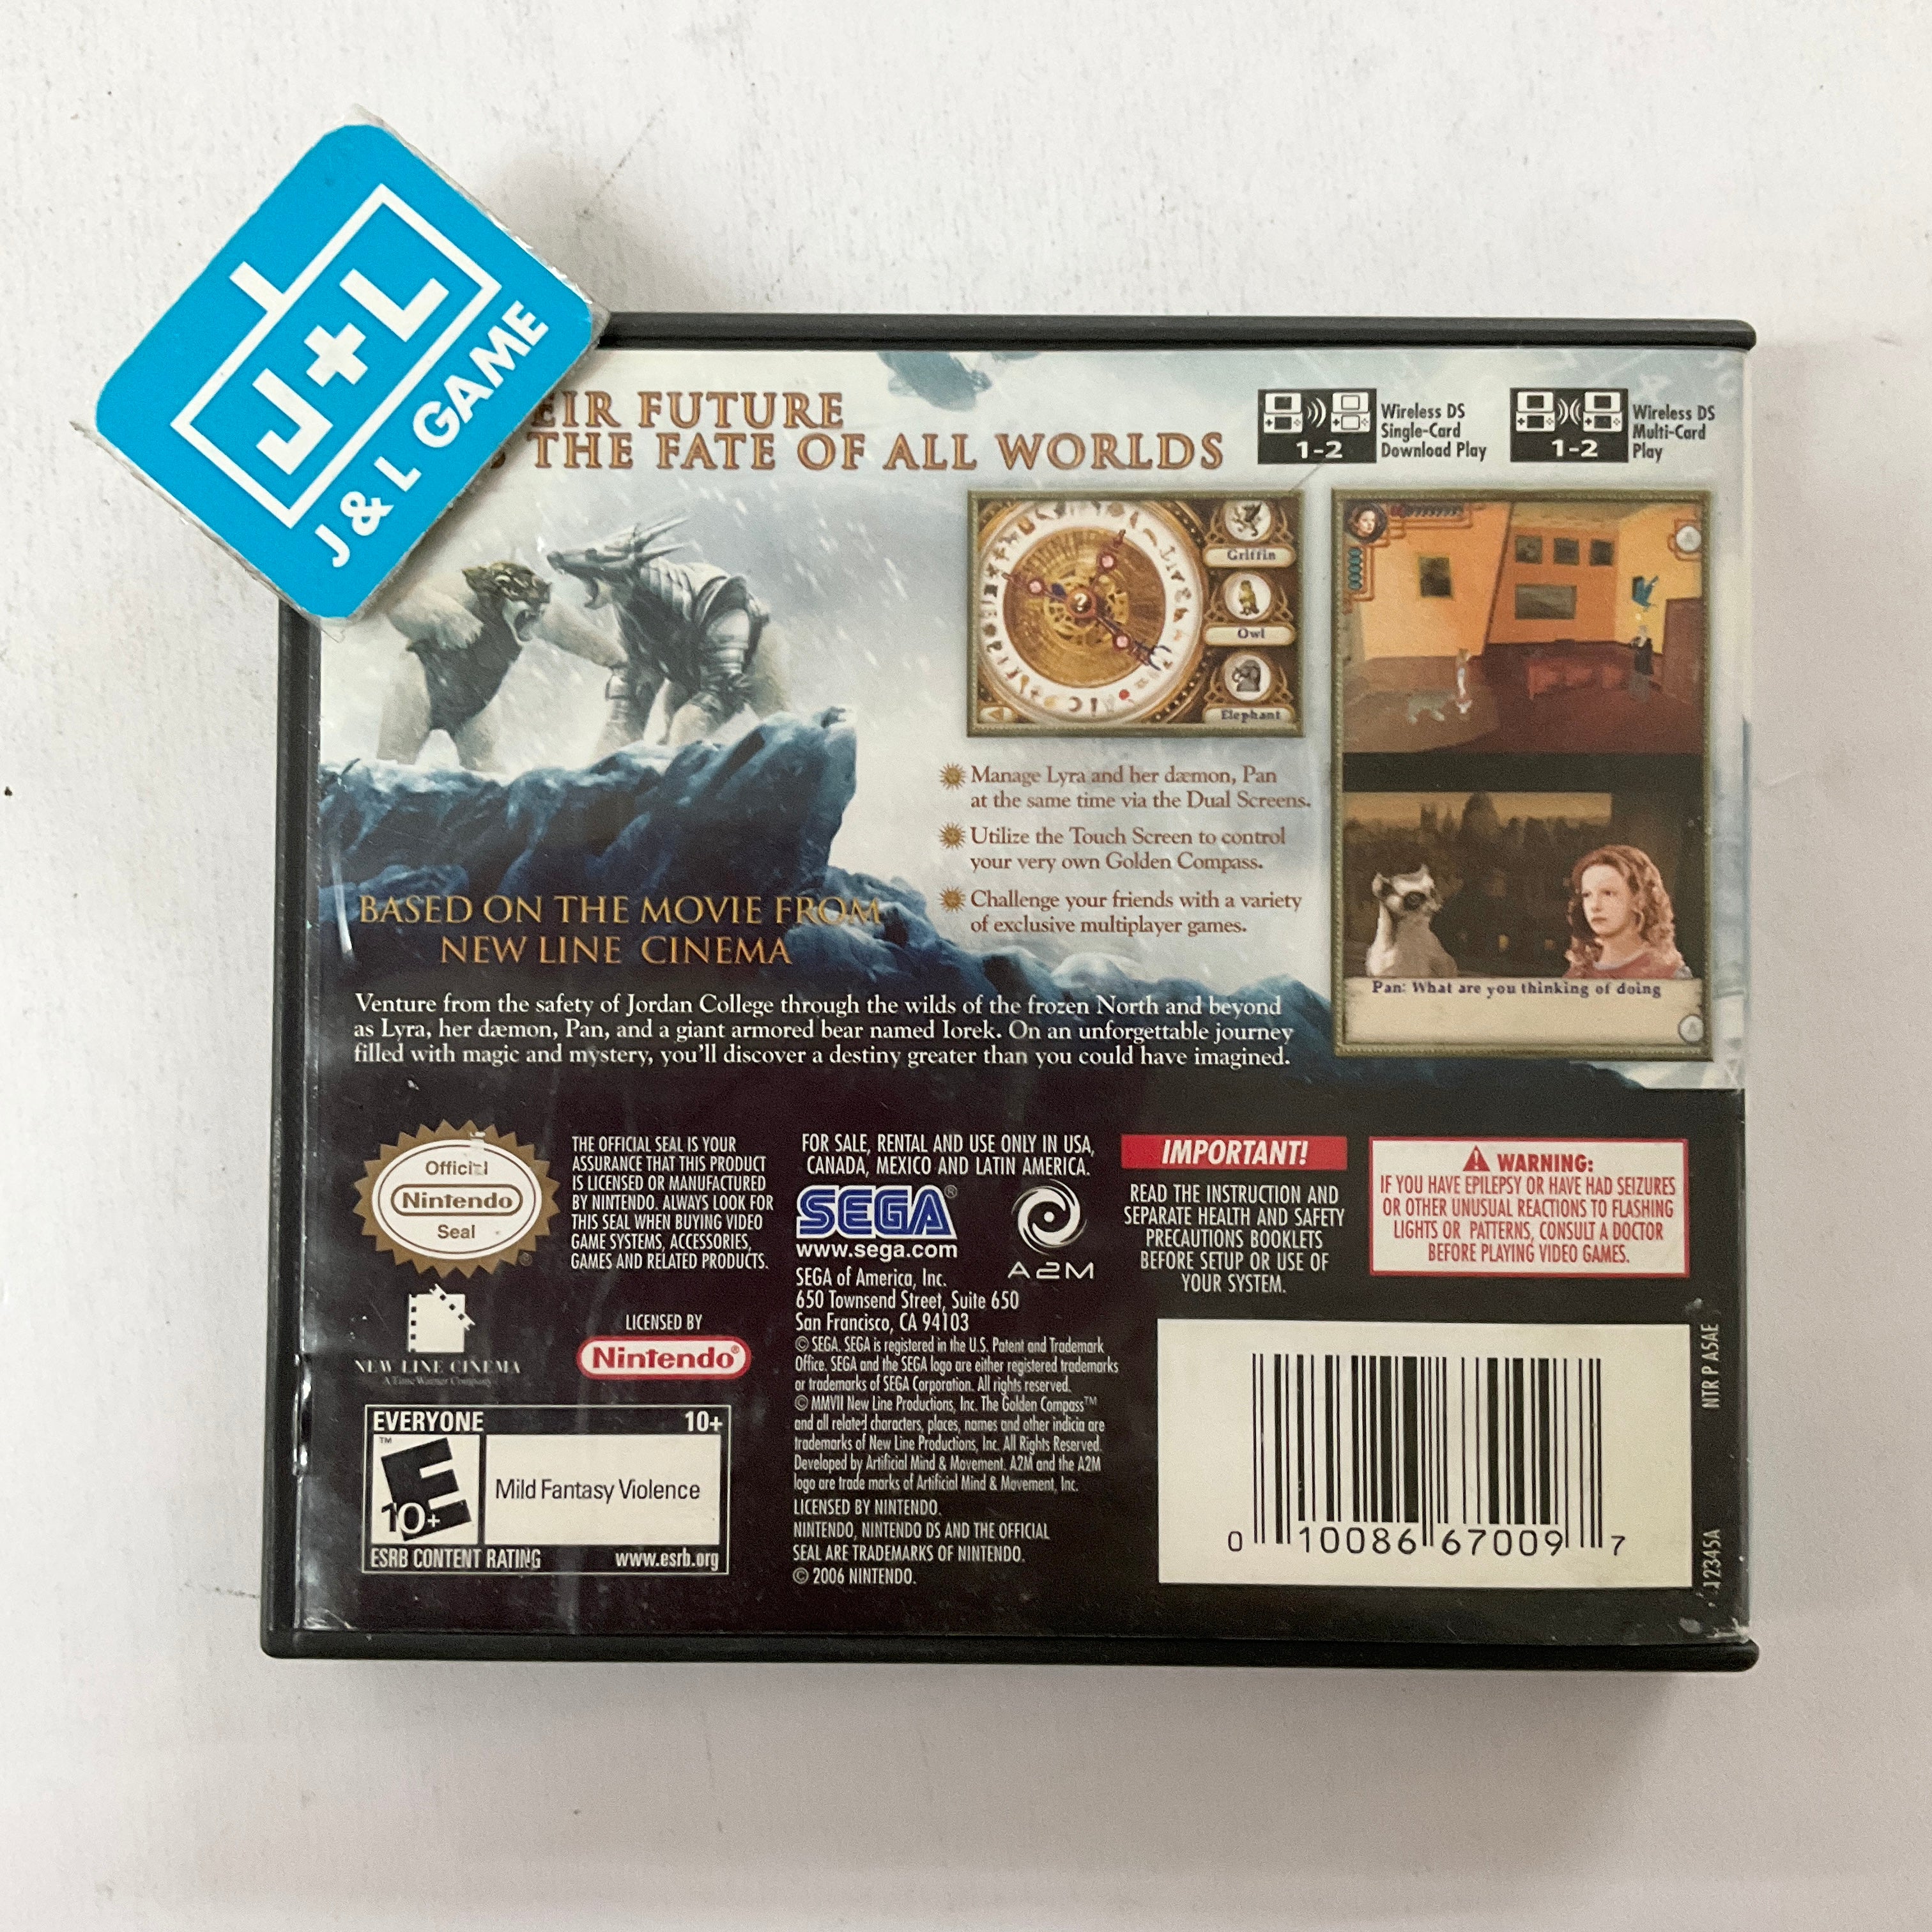 J+L
J & L GAME
EIR FUTURE
THE FATE OF ALL WORLDS
1-2
Wireless DS
Single-Card
Download Play
1-2
Wireless DS
Multi-Card
Play
Griffin
Owl
Elephant
Manage Lyra and her dæmon, Pan
at the same time via the Dual Screens.
Utilize the Touch Screen to control
your very own Golden Compass.
Challenge your friends with a variety
of exclusive multiplayer games.
Pan: What are you thinking of doing
BASED ON THE MOVIE FROM
NEW LINE CINEMA
Venture from the safety of Jordan College through the wilds of the frozen North and beyond
as Lyra, her dæmon, Pan, and a giant armored bear named Iorek. On an unforgettable journey
filled with magic and mystery, you'll discover a destiny greater than you could have imagined.
Official
Nintendo
Seal
THE OFFICIAL SEAL IS YOUR
ASSURANCE THAT THIS PRODUCT
IS LICENSED OR MANUFACTURED
BY NINTENDO. ALWAYS LOOK FOR
THIS SEAL WHEN BUYING VIDEO
GAME SYSTEMS, ACCESSORIES,
GAMES AND RELATED PRODUCTS.
NEW LINE CINEMA
A Time Warner Company
LICENSED BY
Nintendo®
EVERYONE 10+
™
E
10+
Mild Fantasy Violence
ESRB CONTENT RATING www.esrb.org
FOR SALE, RENTAL AND USE ONLY IN USA,
CANADA, MEXICO AND LATIN AMERICA.
SEGA®
www.sega.com
A2M
SEGA of America, Inc.
650 Townsend Street, Suite 650
San Francisco, CA 94103
© SEGA. SEGA is registered in the U.S. Patent and Trademark
Office. SEGA and the SEGA logo are either registered trademarks
or trademarks of SEGA Corporation. All rights reserved.
© MMVII New Line Productions, Inc. The Golden Compass™
and all related characters, places, names and other indicia are
trademarks of New Line Productions, Inc. All Rights Reserved.
Developed by Artificial Mind & Movement. A2M and the A2M
logo are trade marks of Artificial Mind & Movement, Inc.
LICENSED BY NINTENDO.
NINTENDO, NINTENDO DS AND THE OFFICIAL
SEAL ARE TRADEMARKS OF NINTENDO.
© 2006 NINTENDO.
IMPORTANT!
READ THE INSTRUCTION AND
SEPARATE HEALTH AND SAFETY
PRECAUTIONS BOOKLETS
BEFORE SETUP OR USE OF
YOUR SYSTEM.
WARNING:
IF YOU HAVE EPILEPSY OR HAVE HAD SEIZURES
OR OTHER UNUSUAL REACTIONS TO FLASHING
LIGHTS OR PATTERNS, CONSULT A DOCTOR
BEFORE PLAYING VIDEO GAMES.
0 10086 67009 7
NTR P A5AE
12345A